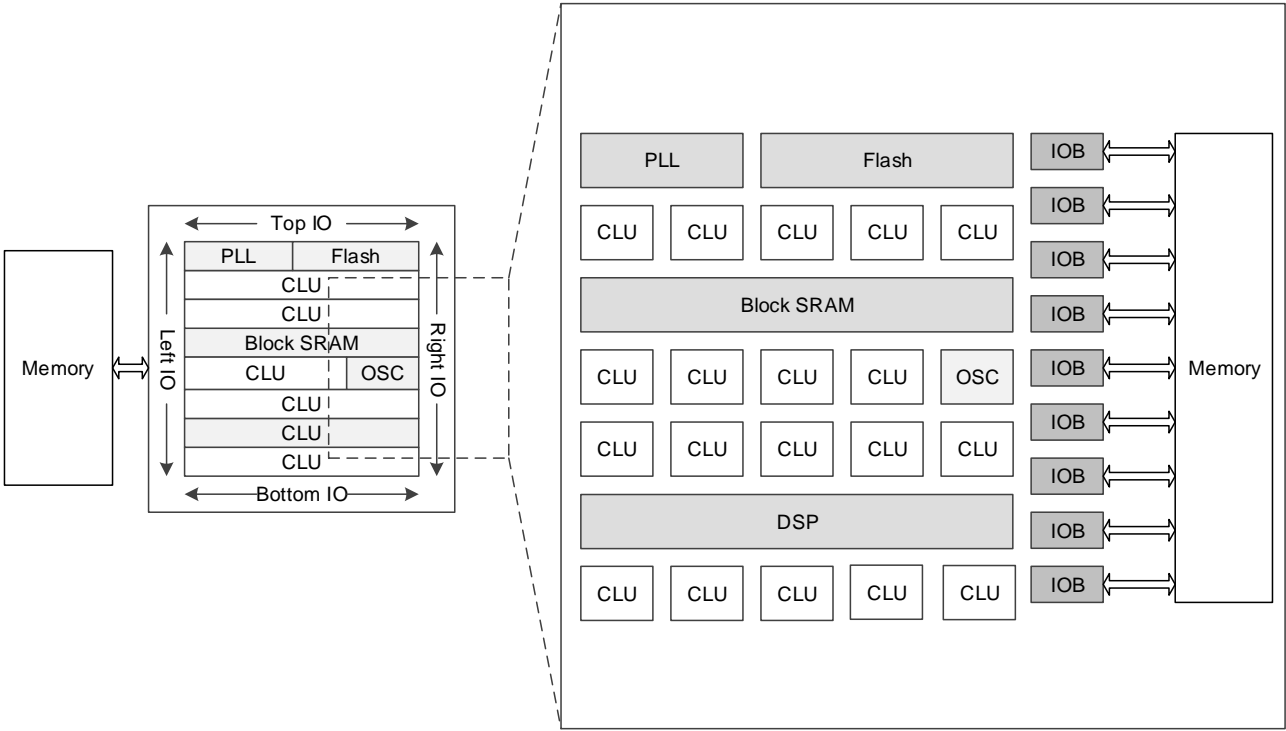 Memory
Top IO
PLL Flash
CLU
CLU
Block SRAM
CLU OSC
CLU
CLU
CLU
Left IO
Right IO
Bottom IO
PLL Flash IOB
IOB
CLU CLU CLU CLU CLU
IOB
Block SRAM IOB
CLU CLU CLU CLU OSC IOB
IOB
CLU CLU CLU CLU CLU
IOB
DSP IOB
CLU CLU CLU CLU CLU IOB
Memory